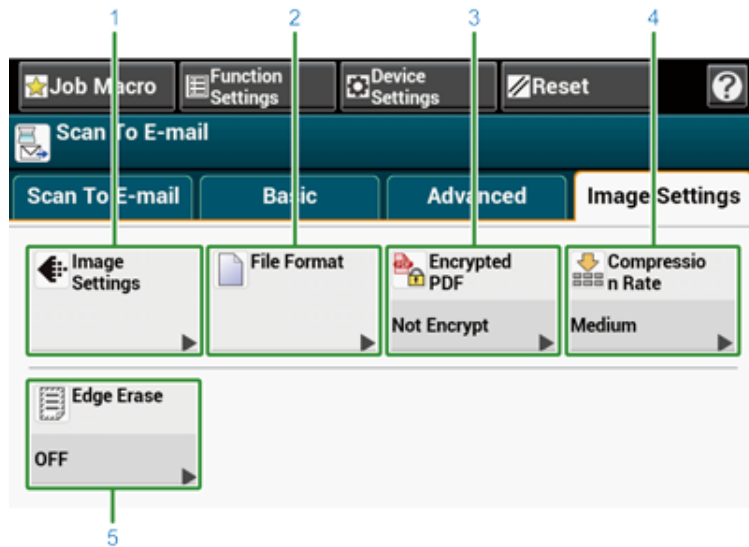 1 2 3 4
Job Macro Function Settings Device Settings Reset ?
Scan To E-mail
Scan To E-mail Basic Advanced Image Settings
Image Settings
File Format
Encrypted PDF
Not Encrypt
Compressio
n Rate
Medium
Edge Erase
OFF
5